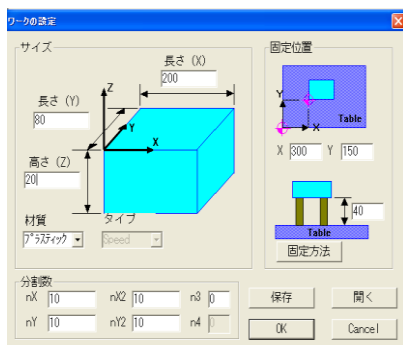 ワークの設定
サイズ
長さ (X)
200
長さ (Y)
80
高さ (Z)
20
Z
Y
X
材質
プラスティック
タイプ
Speed
固定位置
Y
X
Table
X 300 Y 150
40
Table
固定方法
分割数
nX 10 nX2 10 n3 0
nY 10 nY2 10 n4 0
保存 開く
OK Cancel